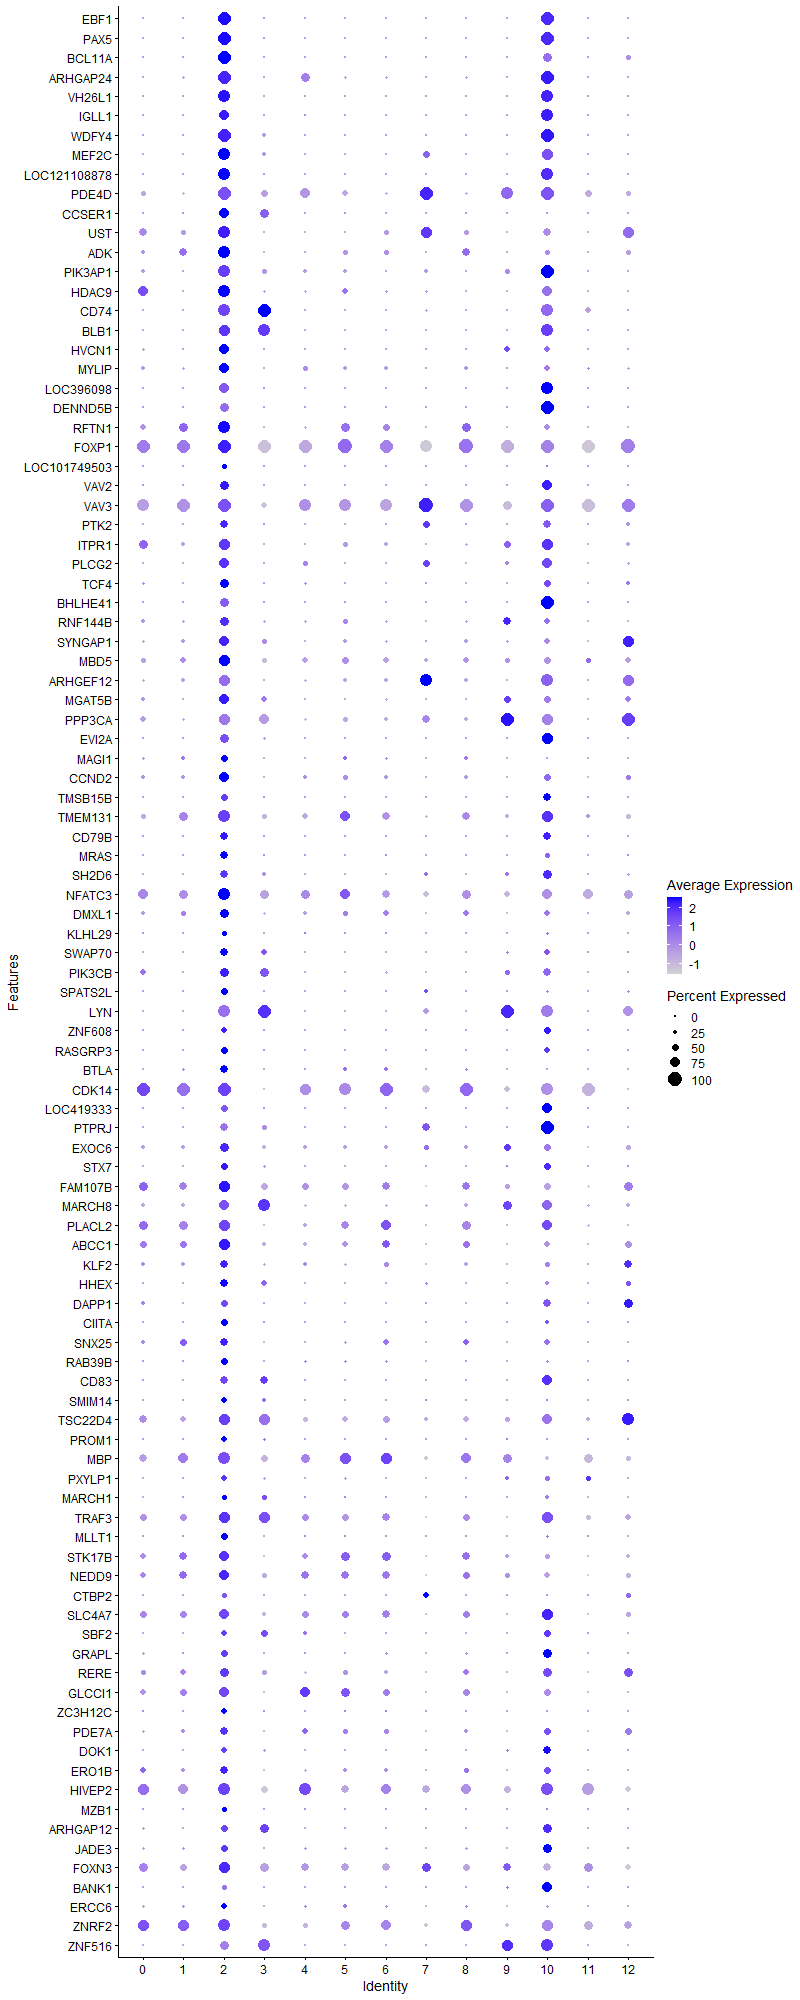 EBF1
PAX5
BCL11A
ARHGAP24
VH26L1
IGLL1
WDFY4
MEF2C
LOC121108878
PDE4D
CCSER1
UST
ADK
PIK3AP1
HDAC9
CD74
BLB1
HVCN1
MYLIP
LOC396098
DENND5B
RFTN1
FOXP1
LOC101749503
VAV2
VAV3
PTK2
ITPR1
PLCG2
TCF4
BHLHE41
RNF144B
SYNGAP1
MBD5
ARHGEF12
MGAT5B
PPP3CA
EVI2A
MAGI1
CCND2
TMSB15B
TMEM131
CD79B
MRAS
SH2D6
NFATC3
DMXL1
KLHL29
SWAP70
PIK3CB
SPATS2L
LYN
ZNF608
RASGRP3
BTLA
CDK14
LOC419333
PTPRJ
EXOC6
STX7
FAM107B
MARCH8
PLACL2
ABCC1
KLF2
HHEX
DAPP1
CIITA
SNX25
RAB39B
CD83
SMIM14
TSC22D4
PROM1
MBP
PXYLP1
MARCH1
TRAF3
MLLT1
STK17B
NEDD9
CTBP2
SLC4A7
SBF2
GRAPL
RERE
GLCCI1
ZC3H12C
PDE7A
DOK1
ERO1B
HIVEP2
MZB1
ARHGAP12
JADE3
FOXN3
BANK1
ERCC6
ZNRF2
ZNF516
Features
0 1 2 3 4 5 6 7 8 9 10 11 12
Identity
Average Expression
2
1
0
-1
Percent Expressed
0
25
50
75
100